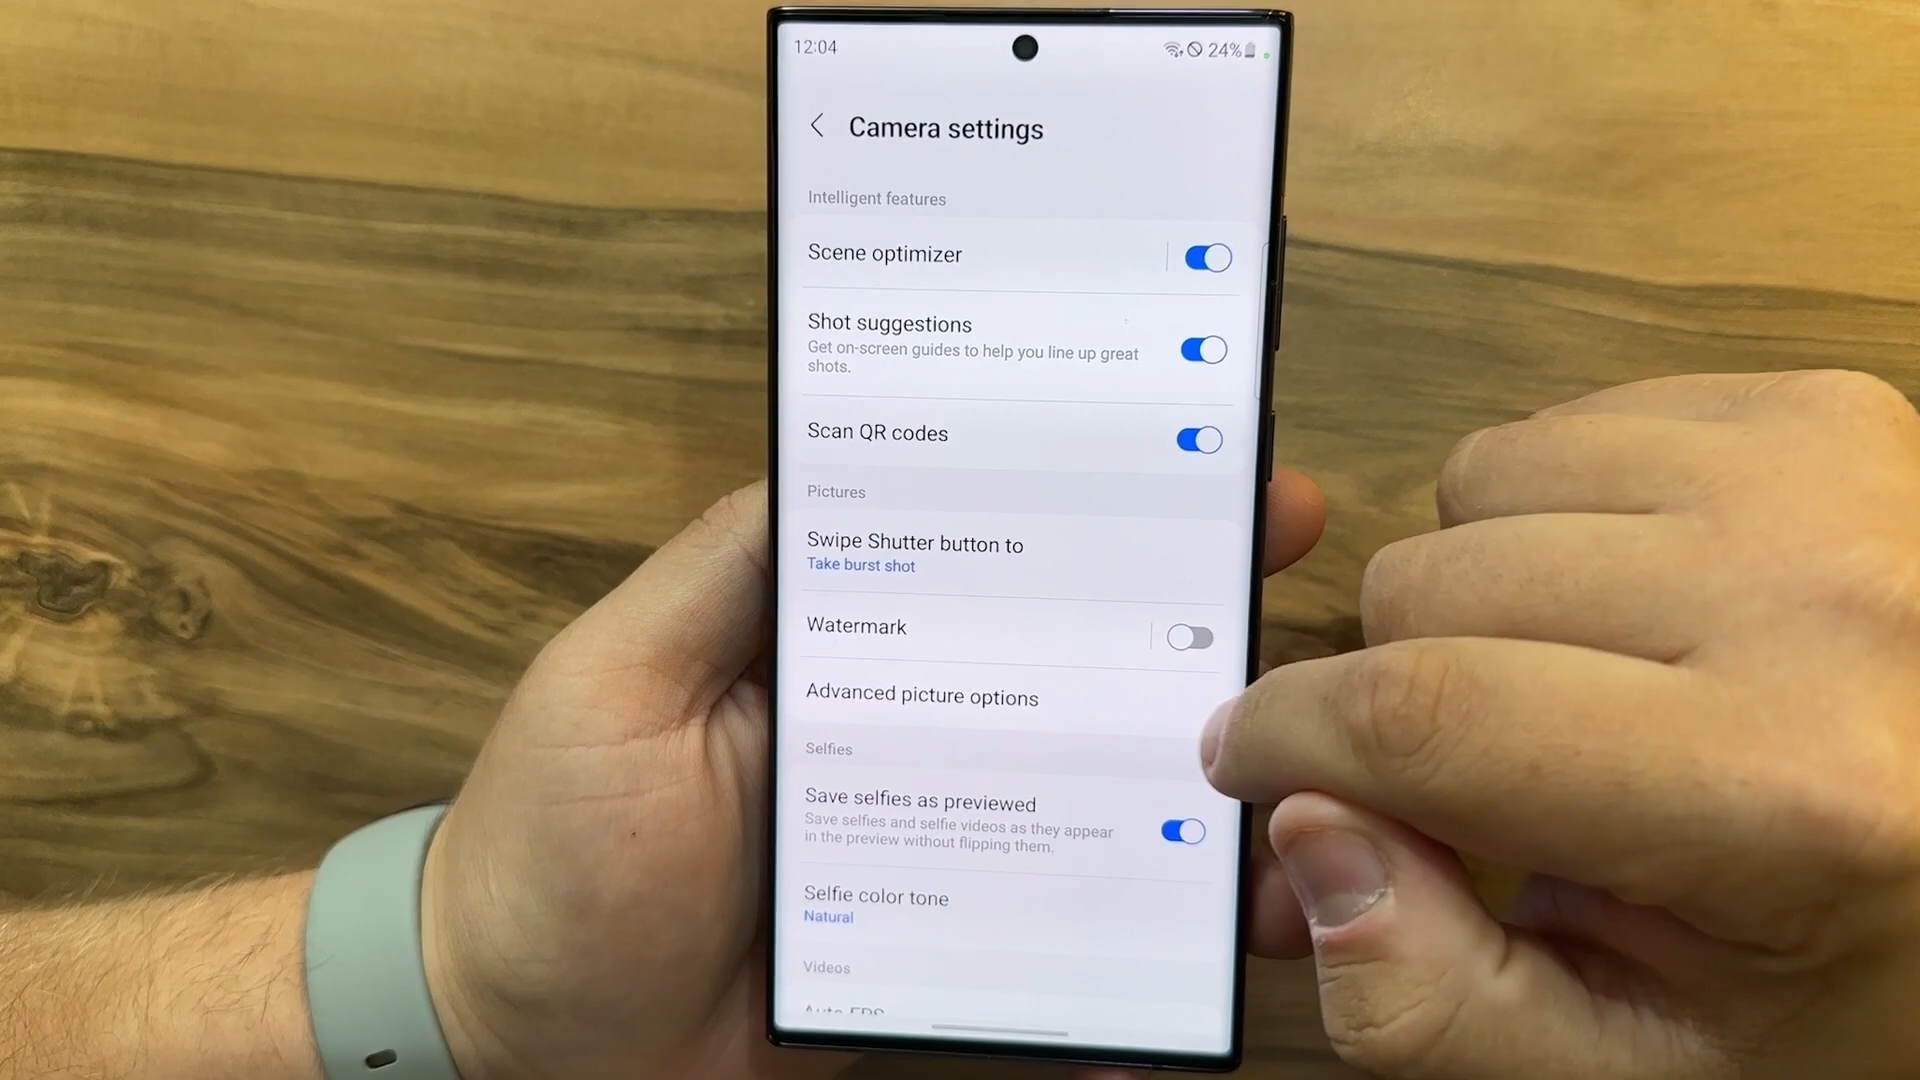 12:04
24%
Camera settings
Intelligent features
Scene optimizer
Shot suggestions
Get on-screen guides to help you line up great
shots.
Scan QR codes
Pictures
Swipe Shutter button to
Take burst shot
Watermark
Advanced picture options
Selfies
Save selfies as previewed
Save selfies and selfie videos as they appear
in the preview without flipping them.
Selfie color tone
Natural
Videos
Auto FPS